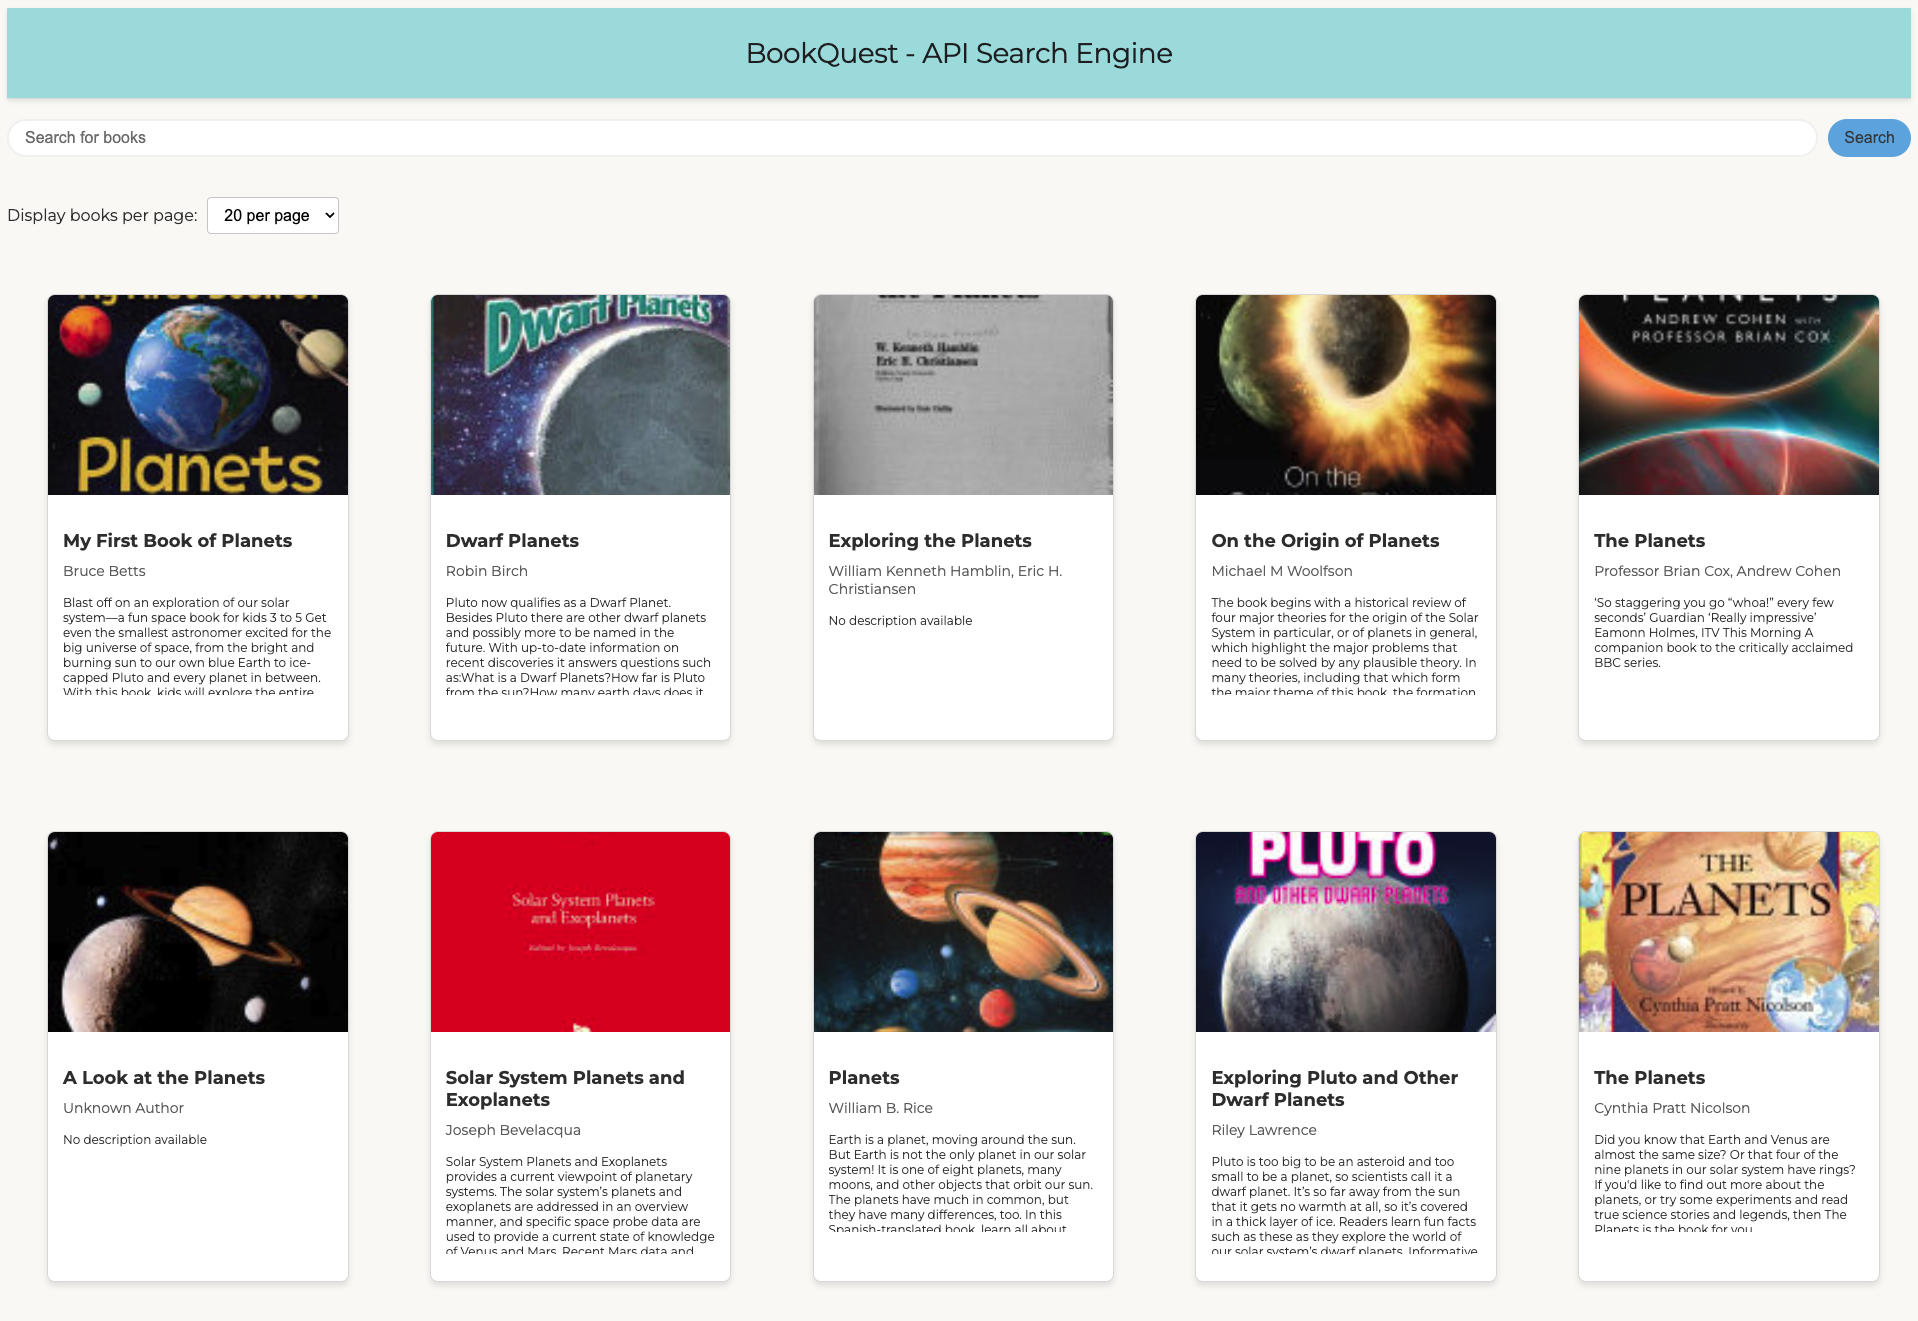 BookQuest - API Search Engine
Search for books
Search
Display books per page:
20 per page
Planets
My First Book of Planets
Bruce Betts
Blast off on an exploration of our solar
system—a fun space book for kids 3 to 5 Get
even the smallest astronomer excited for the
big universe of space, from the bright and
burning sun to our own blue Earth to ice-
capped Pluto and every planet in between.
With this book, kids will explore the entire
Dwarf Planets
Dwarf Planets
Robin Birch
Pluto now qualifies as a Dwarf Planet.
Besides Pluto there are other dwarf planets
and possibly more to be named in the
future. With up-to-date information on
recent discoveries it answers questions such
as:What is a Dwarf Planets?How far is Pluto
from the sun?How many earth days does it
W. Kenneth Hamblin
Eric H. Christiansen
Exploring the Planets
William Kenneth Hamblin, Eric H.
Christiansen
No description available
On the
On the Origin of Planets
Michael M Woolfson
The book begins with a historical review of
four major theories for the origin of the Solar
System in particular, or of planets in general,
which highlight the major problems that
need to be solved by any plausible theory. In
many theories, including that which form
the major theme of this book, the formation
PLANETS
ANDREW COHEN WITH
PROFESSOR BRIAN COX
The Planets
Professor Brian Cox, Andrew Cohen
‘So staggering you go “whoa!” every few
seconds’ Guardian ‘Really impressive’
Eamonn Holmes, ITV This Morning A
companion book to the critically acclaimed
BBC series.
A Look at the Planets
Unknown Author
No description available
Solar System Planets
and Exoplanets
Edited by Joseph Bevelacqua
Solar System Planets and
Exoplanets
Joseph Bevelacqua
Solar System Planets and Exoplanets
provides a current viewpoint of planetary
systems. The solar system’s planets and
exoplanets are addressed in an overview
manner, and specific space probe data are
used to provide a current state of knowledge
of Venus and Mars. Recent Mars data and
Planets
William B. Rice
Earth is a planet, moving around the sun.
But Earth is not the only planet in our solar
system! It is one of eight planets, many
moons, and other objects that orbit our sun.
The planets have much in common, but
they have many differences, too. In this
Spanish-translated book, learn all about
PLUTO
AND OTHER DWARF PLANETS
Exploring Pluto and Other
Dwarf Planets
Riley Lawrence
Pluto is too big to be an asteroid and too
small to be a planet, so scientists call it a
dwarf planet. It’s so far away from the sun
that it gets no warmth at all, so it’s covered
in a thick layer of ice. Readers learn fun facts
such as these as they explore the world of
our solar system’s dwarf planets. Informative
THE
PLANETS
Cynthia Pratt Nicolson
The Planets
Cynthia Pratt Nicolson
Did you know that Earth and Venus are
almost the same size? Or that four of the
nine planets in our solar system have rings?
If you'd like to find out more about the
planets, or try some experiments and read
true science stories and legends, then The
Planets is the book for you.